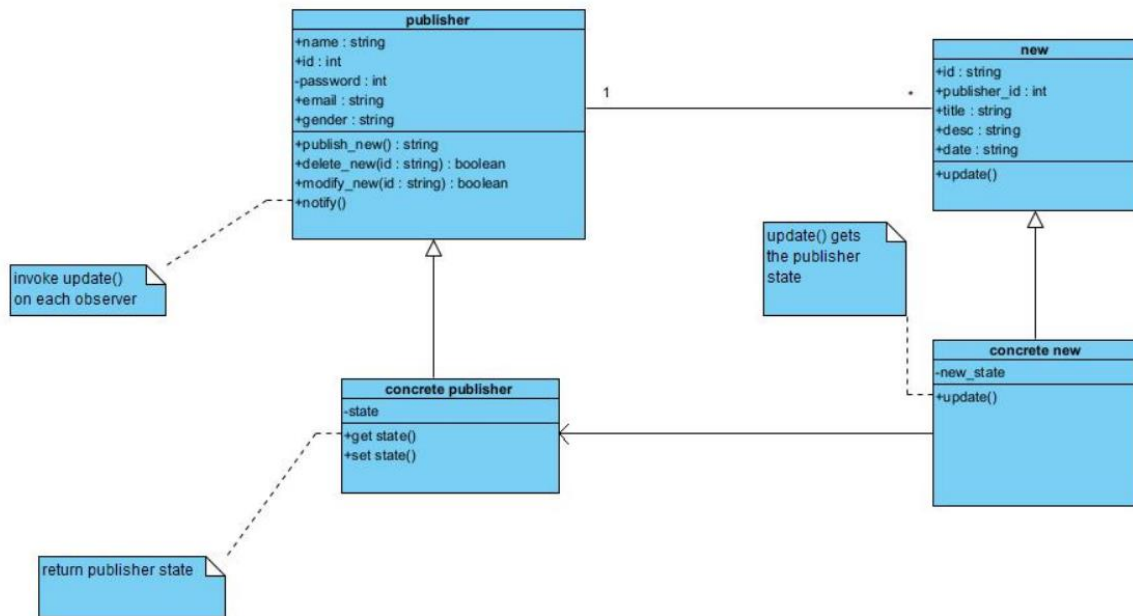 publisher
+name : string
+id : int
-password : int
+email : string
+gender : string
+publish_new() : string
+delete_new(id : string) : boolean
+modify_new(id : string) : boolean
+notify()
1
*
new
+id : string
+publisher_id : int
+title : string
+desc : string
+date : string
+update()
invoke update()
on each observer
update() gets
the publisher
state
concrete publisher
-state
+get state()
+set state()
concrete new
-new_state
+update()
return publisher state